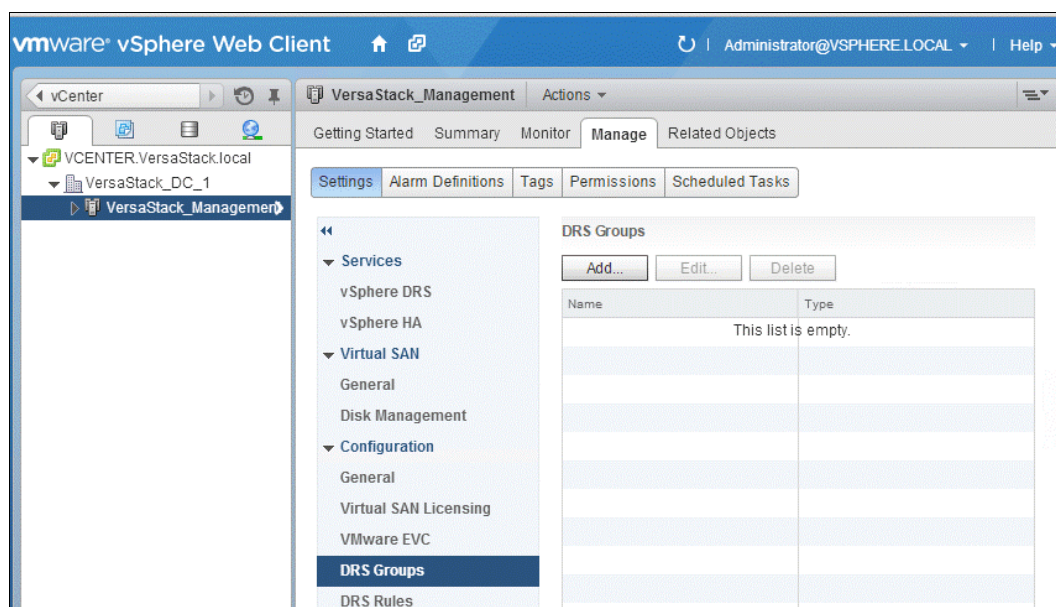 vmware® vSphere Web Client
Administrator@VSPHERE.LOCAL
Help
vCenter
VersaStack_Management Actions
Getting Started Summary Monitor Manage Related Objects
VCENTER.VersaStack.local
VersaStack_DC_1
VersaStack_Management
Settings Alarm Definitions Tags Permissions Scheduled Tasks
Services
vSphere DRS
vSphere HA
Virtual SAN
General
Disk Management
Configuration
General
Virtual SAN Licensing
VMware EVC
DRS Groups
DRS Rules
DRS Groups
Add... Edit... Delete
Name Type
This list is empty.